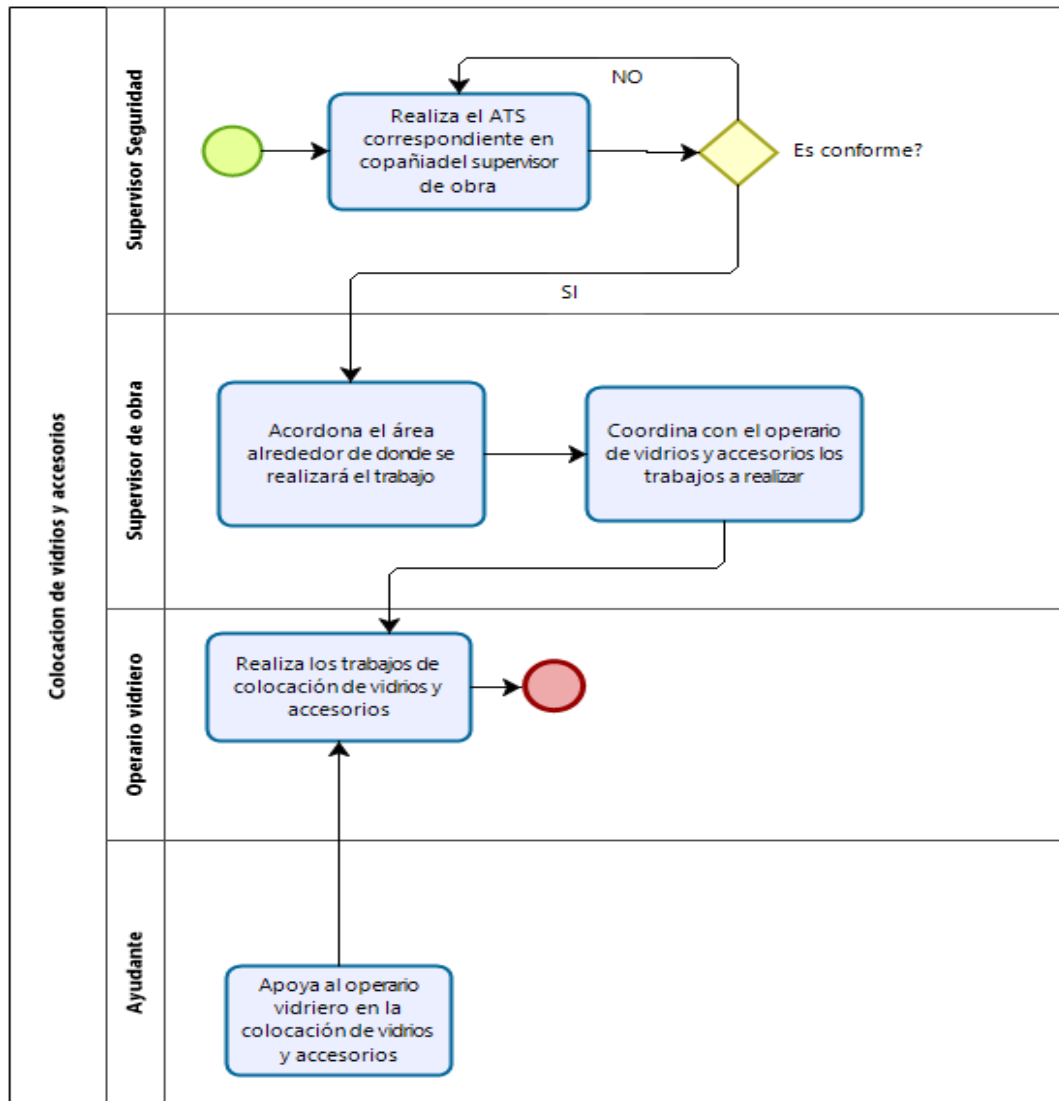 Colocacion de vidrios y accesorios
Supervisor Seguridad
Realiza el ATS
correspondiente en
copañiadel supervisor
de obra
NO
Es conforme?
SI
Supervisor de obra
Acordona el área
alrededor de donde se
realizará el trabajo
Coordina con el operario
de vidrios y accesorios los
trabajos a realizar
Operario vidriero
Realiza los trabajos de
colocación de vidrios y
accesorios
Ayudante
Apoya al operario
vidriero en la
colocación de vidrios
y accesorios